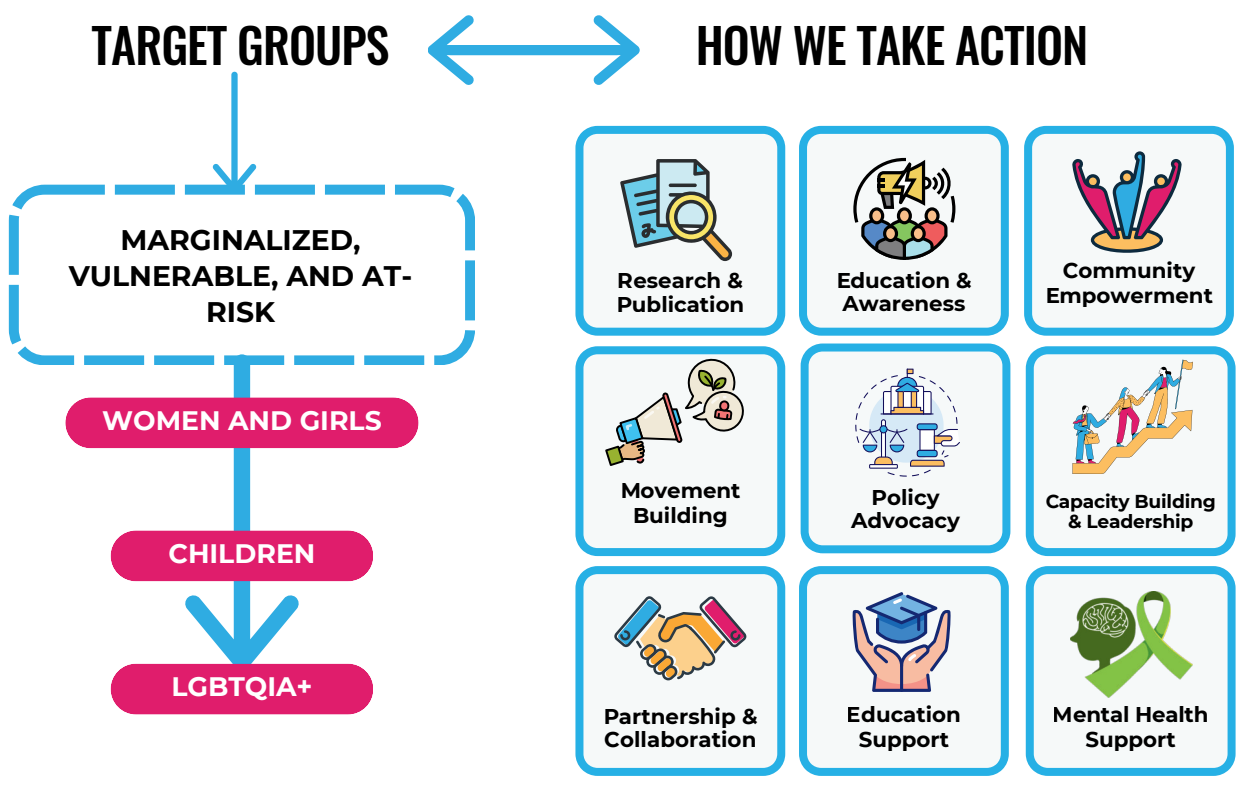 TARGET GROUPS
HOW WE TAKE ACTION
MARGINALIZED,
VULNERABLE, AND AT-
RISK
WOMEN AND GIRLS
CHILDREN
LGBTQIA+
Research &
Publication
Education &
Awareness
Community
Empowerment
Movement
Building
Policy
Advocacy
Capacity Building
& Leadership
Partnership &
Collaboration
Education
Support
Mental Health
Support